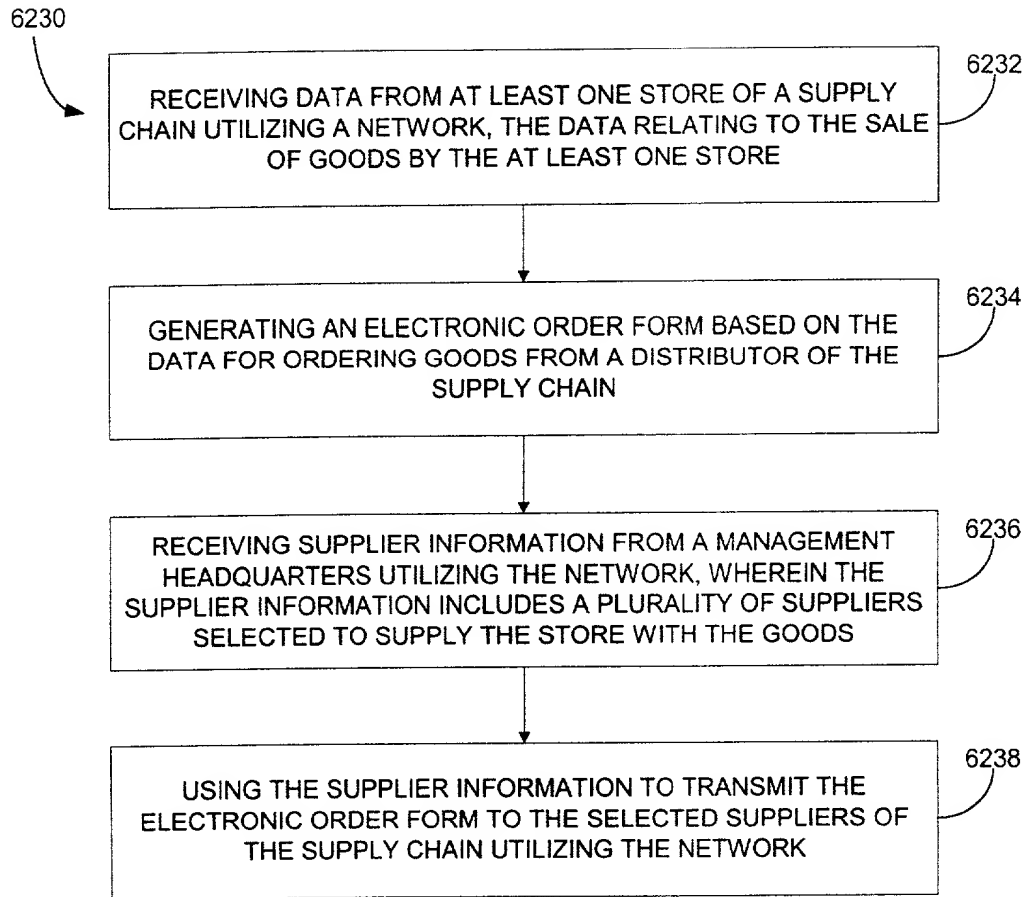 6230
6232
RECEIVING DATA FROM AT LEAST ONE STORE OF A SUPPLY
CHAIN UTILIZING A NETWORK, THE DATA RELATING TO THE SALE
OF GOODS BY THE AT LEAST ONE STORE
6234
GENERATING AN ELECTRONIC ORDER FORM BASED ON THE
DATA FOR ORDERING GOODS FROM A DISTRIBUTOR OF THE
SUPPLY CHAIN
6236
RECEIVING SUPPLIER INFORMATION FROM A MANAGEMENT
HEADQUARTERS UTILIZING THE NETWORK, WHEREIN THE
SUPPLIER INFORMATION INCLUDES A PLURALITY OF SUPPLIERS
SELECTED TO SUPPLY THE STORE WITH THE GOODS
6238
USING THE SUPPLIER INFORMATION TO TRANSMIT THE
ELECTRONIC ORDER FORM TO THE SELECTED SUPPLIERS OF
THE SUPPLY CHAIN UTILIZING THE NETWORK